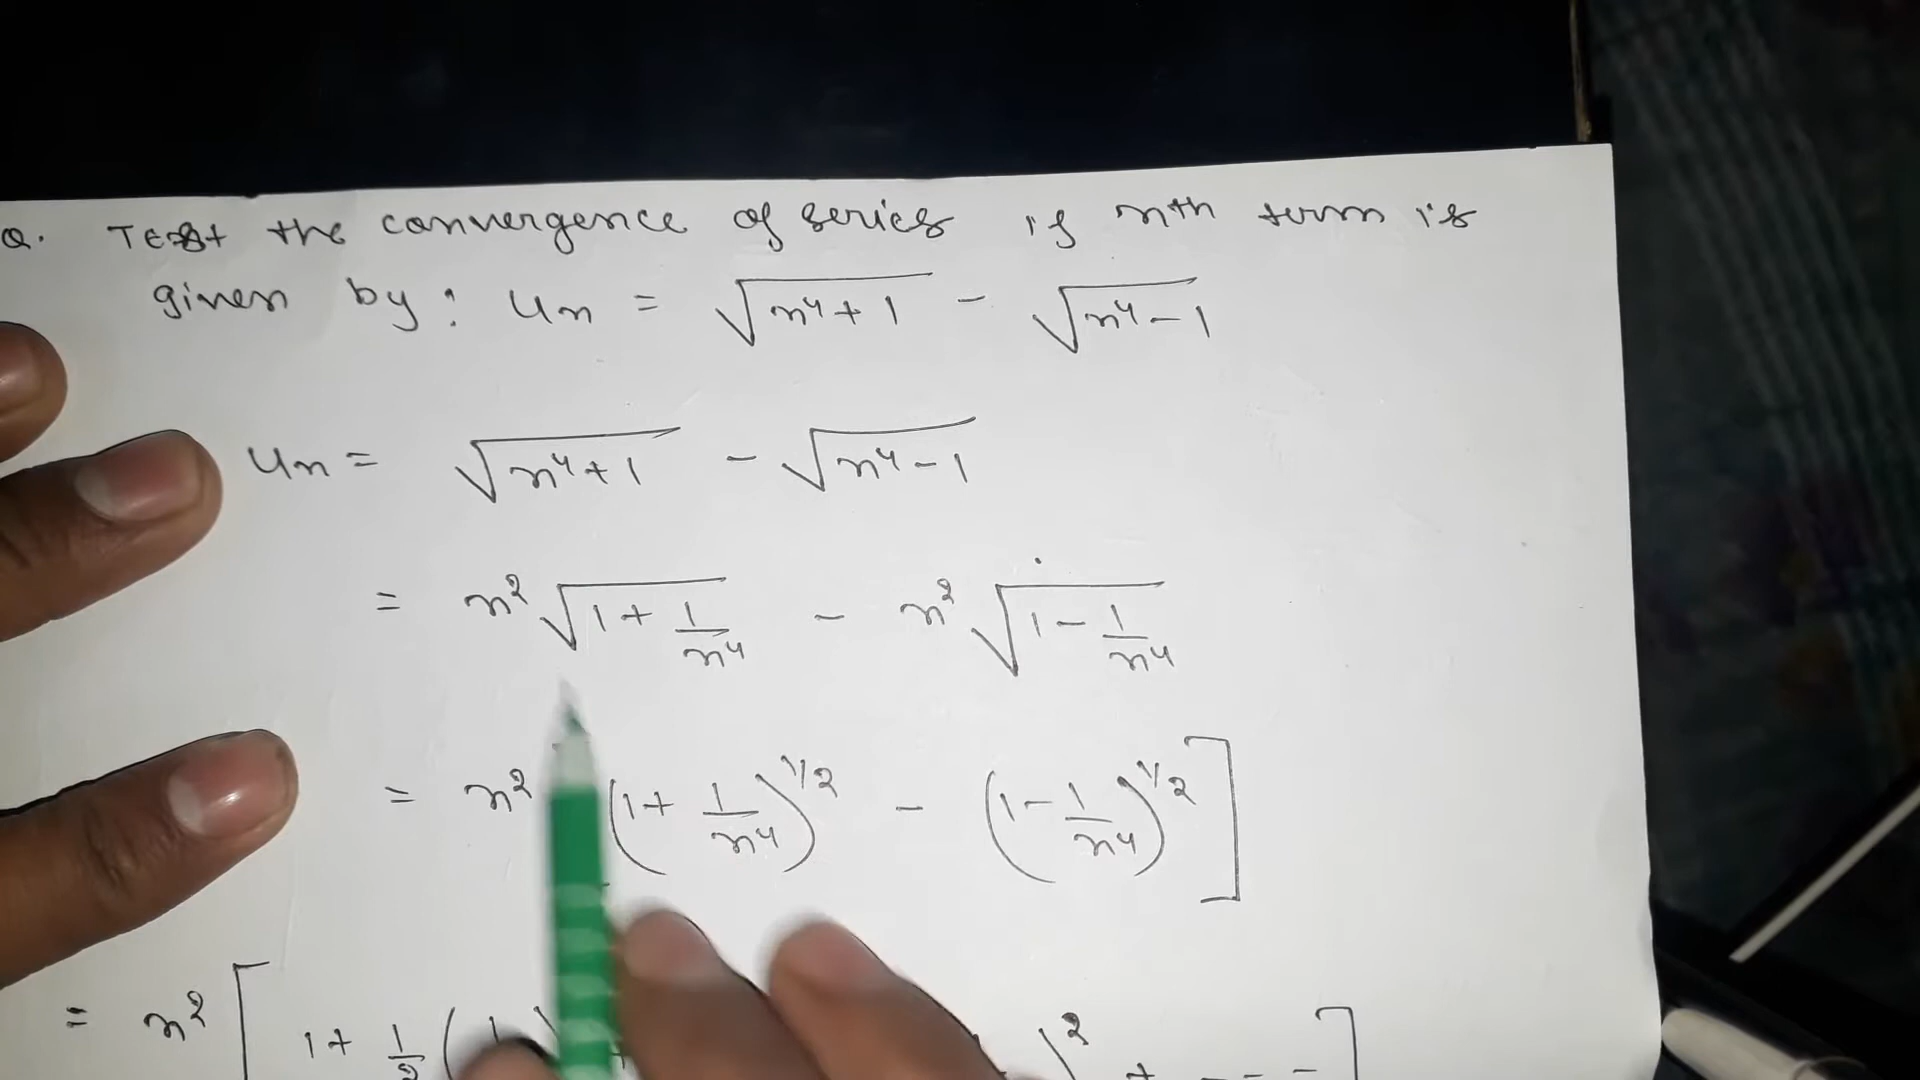 Q. TEst the convergence of series if nth term is
given by: Un = √(n⁴+1) − √(n⁴−1)
Un = √(n⁴+1) − √(n⁴−1)
= n² √(1 + 1/n⁴) − n² √(1 − 1/n⁴)
= n² (1 + 1/n⁴)^1/2 − (1 − 1/n⁴)^1/2 ]
= n² [ 1 + 1/2 ( 1 )² + --- ]